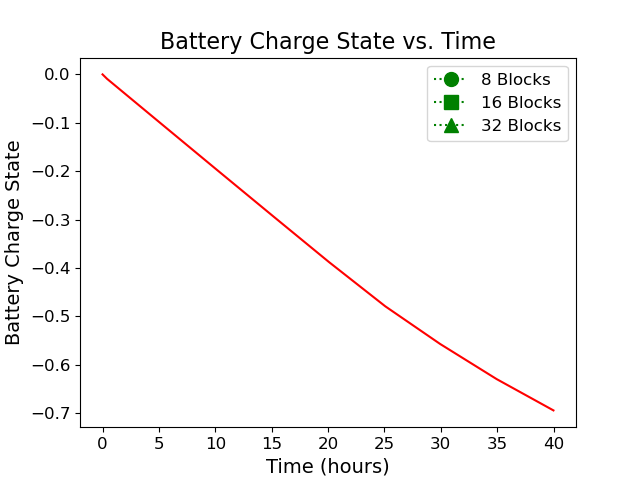 Battery Charge State vs. Time
8 Blocks
16 Blocks
32 Blocks
Battery Charge State
0.0
−0.1
−0.2
−0.3
−0.4
−0.5
−0.6
−0.7
0 5 10 15 20 25 30 35 40
Time (hours)